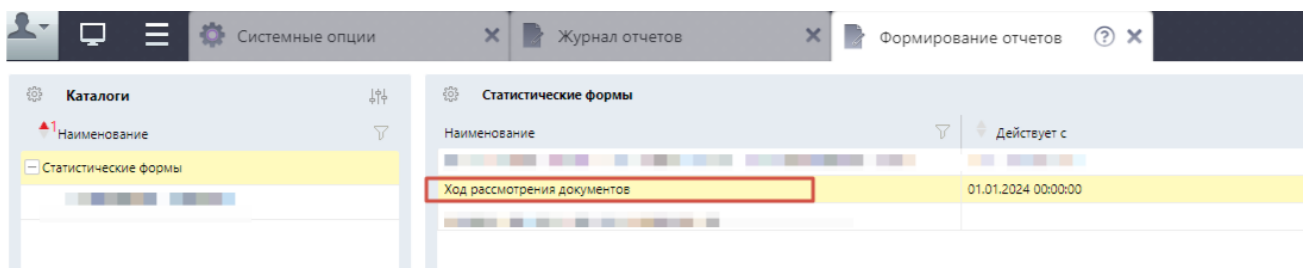 Системные опции
Журнал отчетов
Формирование отчетов
Каталоги
1 Наименование
Статистические формы
Статистические формы
Наименование
Действует с
Ход рассмотрения документов
01.01.2024 00:00:00